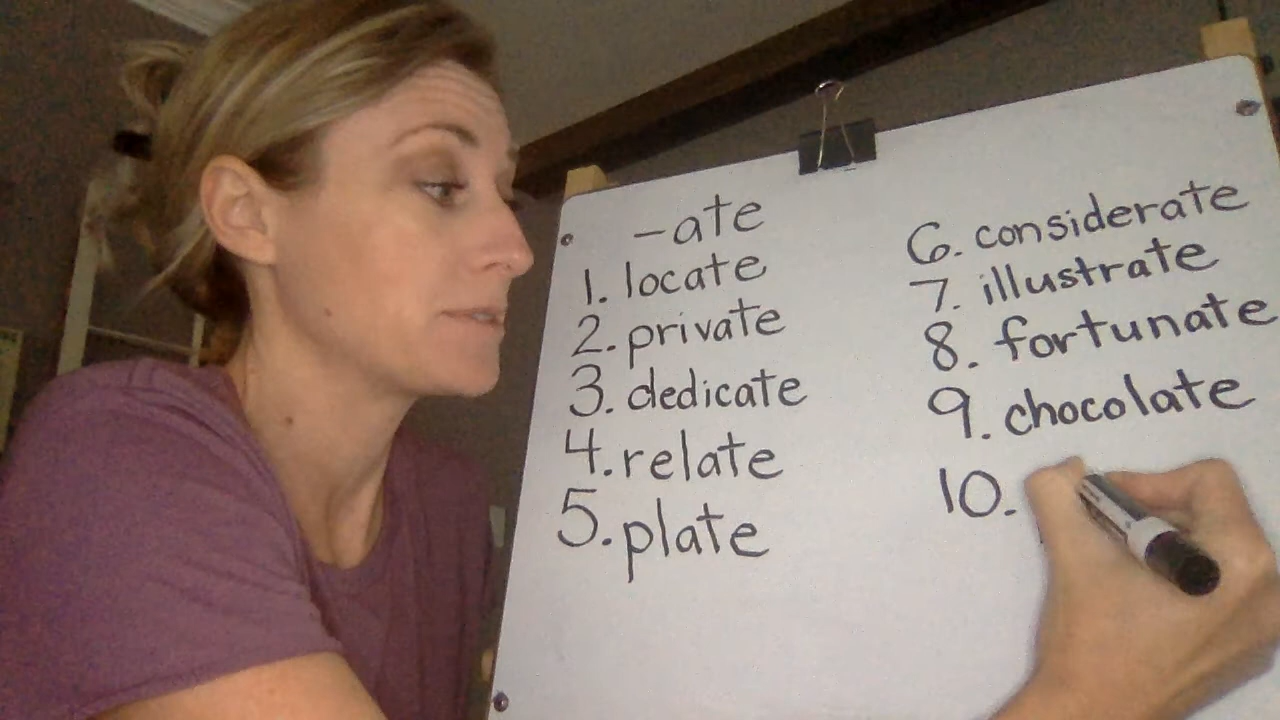 -ate
1. locate
2. private
3. dedicate
4. relate
5. plate
6. considerate
7. illustrate
8. fortunate
9. chocolate
10.